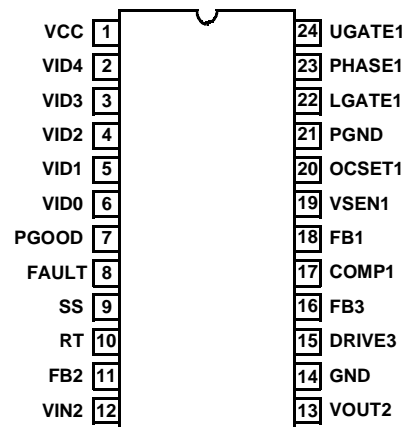 VCC 1 24 UGATE1
VID4 2 23 PHASE1
VID3 3 22 LGATE1
VID2 4 21 PGND
VID1 5 20 OCSET1
VID0 6 19 VSEN1
PGOOD 7 18 FB1
FAULT 8 17 COMP1
SS 9 16 FB3
RT 10 15 DRIVE3
FB2 11 14 GND
VIN2 12 13 VOUT2